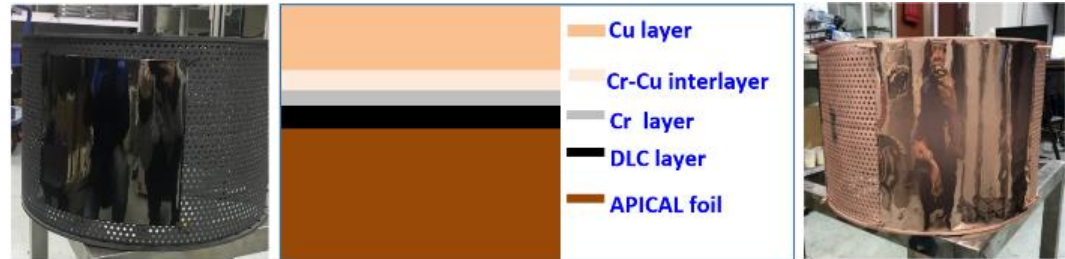 Cu layer
Cr-Cu interlayer
Cr layer
DLC layer
APICAL foil